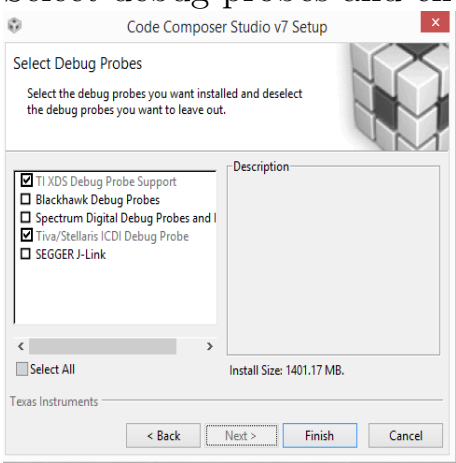 Code Composer Studio v7 Setup
Select Debug Probes
Select the debug probes you want installed and deselect
the debug probes you want to leave out.
Description
TI XDS Debug Probe Support
Blackhawk Debug Probes
Spectrum Digital Debug Probes and
Tiva/Stellaris ICDI Debug Probe
SEGGER J-Link
Select All
Install Size: 1401.17 MB.
Texas Instruments
< Back
Next >
Finish
Cancel